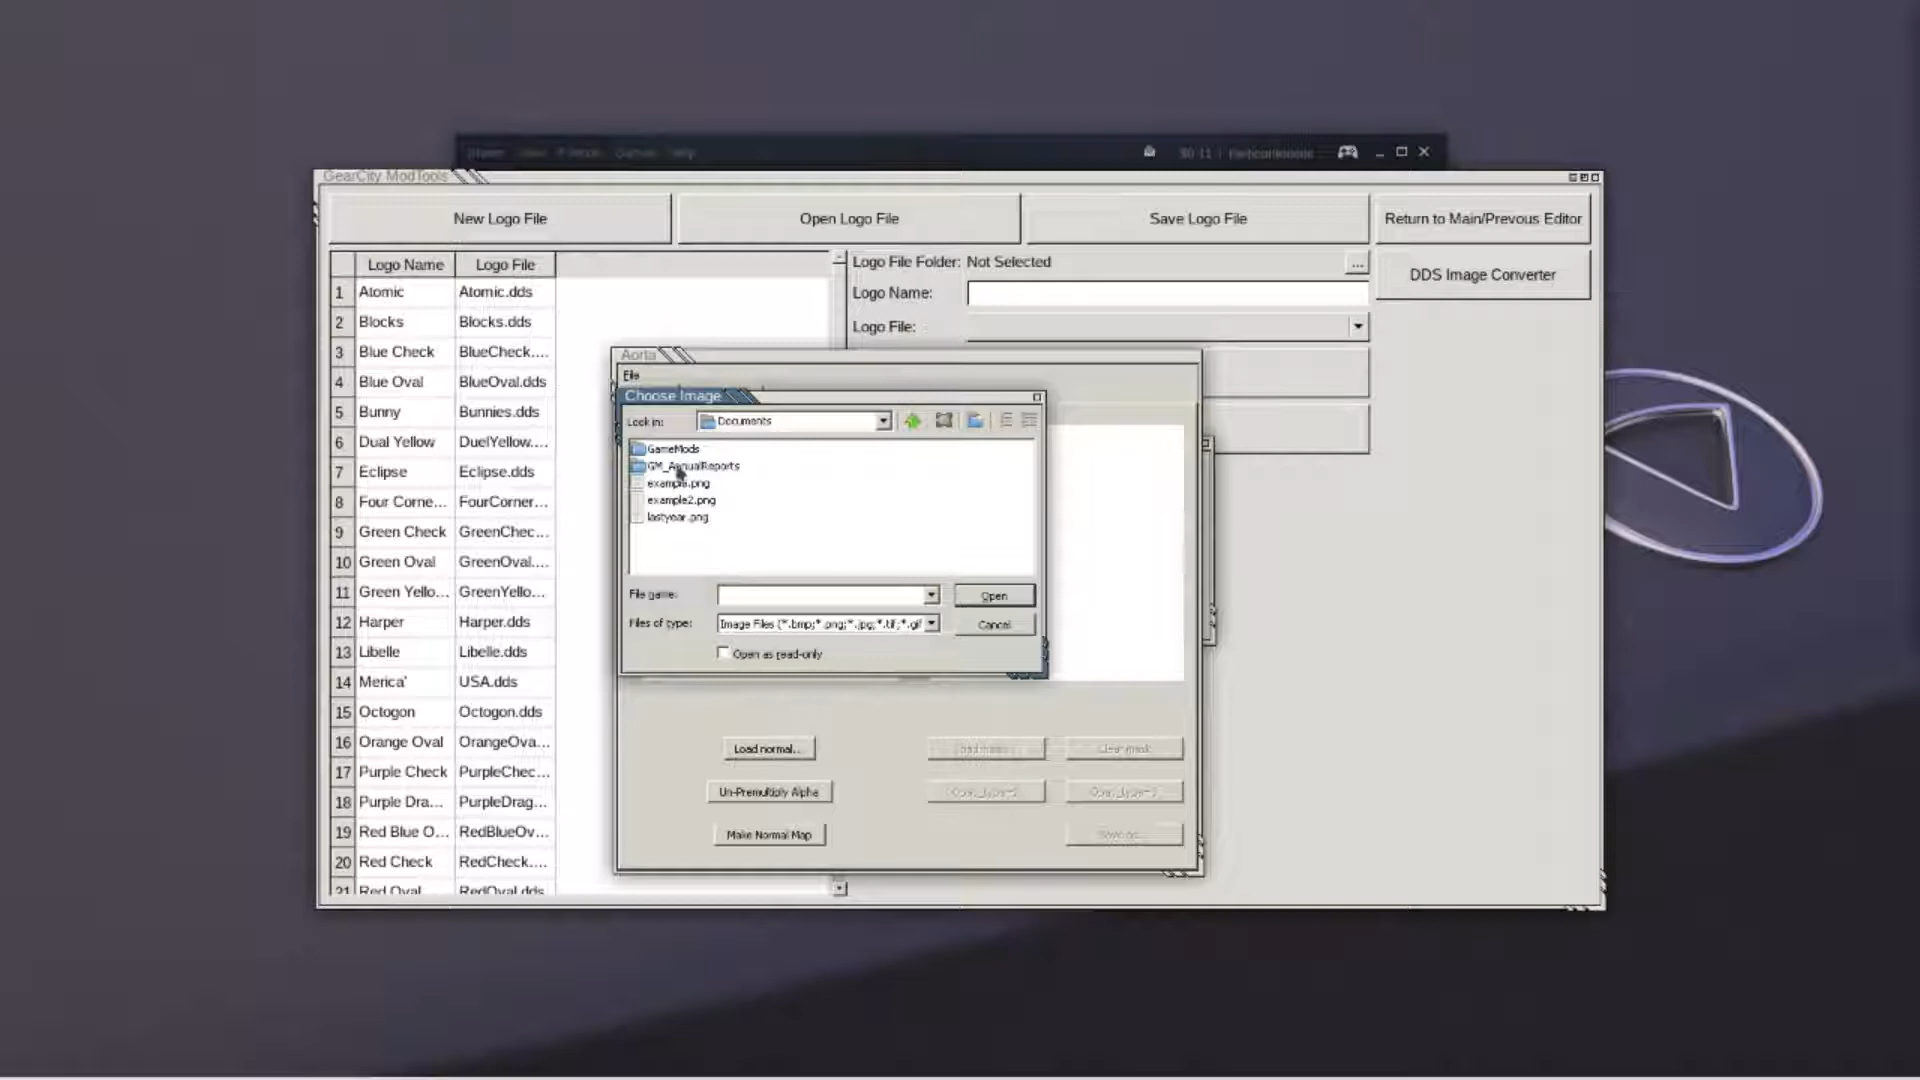 GearCity ModTools
New Logo File
Open Logo File
Save Logo File
Return to Main/Prevous Editor
DDS Image Converter
Logo Name Logo File
1 Atomic Atomic.dds
2 Blocks Blocks.dds
3 Blue Check BlueCheck....
4 Blue Oval BlueOval.dds
5 Bunny Bunnies.dds
6 Dual Yellow DuelYellow....
7 Eclipse Eclipse.dds
8 Four Corne... FourCorner...
9 Green Check GreenChec...
10 Green Oval GreenOval....
11 Green Yello... GreenYello...
12 Harper Harper.dds
13 Libelle Libelle.dds
14 Merica' USA.dds
15 Octogon Octogon.dds
16 Orange Oval OrangeOva...
17 Purple Check PurpleChec...
18 Purple Dra... PurpleDrag...
19 Red Blue O... RedBlueOv...
20 Red Check RedCheck....
21 Red Oval RedOval.dds
Logo File Folder: Not Selected ...
Logo Name:
Logo File:
Aorta
File
Choose Image
Look in: Documents
GameMods
GM_AnnualReports
example.png
example2.png
lastyear.png
File name:
Open
Files of type: Image Files (*.bmp;*.png;*.jpg;*.tif;*.gif
Cancel
Open as read-only
Load normal...
Clear mask
Un-Premultiply Alpha
Make Normal Map
Save as...